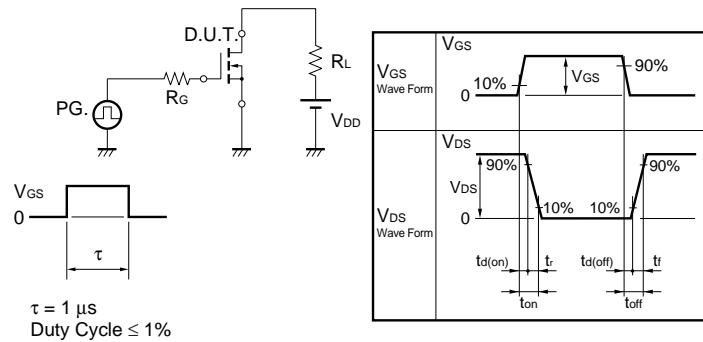 D.U.T.
RG
PG.
RL
VDD
VGS
0
τ
τ = 1 μs
Duty Cycle ≤ 1%
VGS
Wave Form
VGS
10%
0
VGS
90%
VDS
Wave Form
VDS
90%
VDS
0
10%
10%
90%
td(on)
tr
td(off)
tf
ton
toff